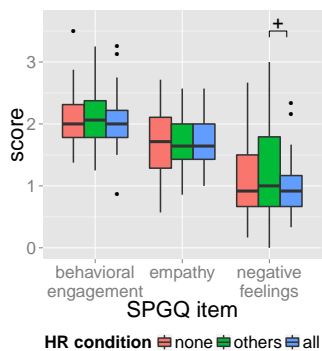 +
3
2
1
0
score
behavioral engagement
empathy
negative feelings
SPGQ item
HR condition none others all